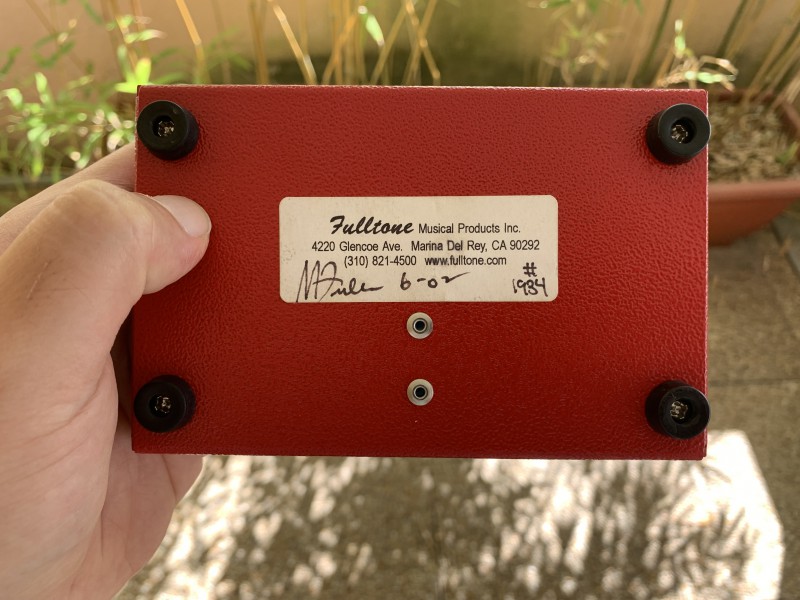 Fulltone Musical Products Inc.
4220 Glencoe Ave. Marina Del Rey, CA 90292
(310) 821-4500 www.fulltone.com
6-02 # 1934